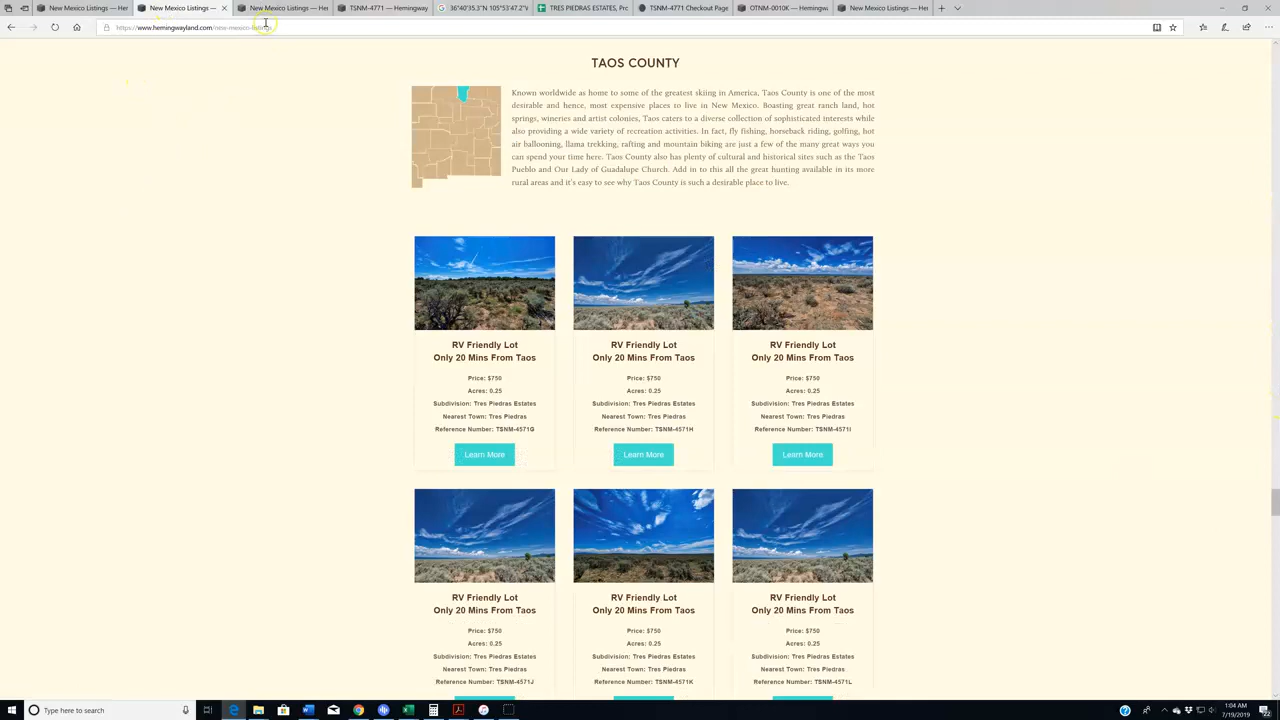 New Mexico Listings — Her
New Mexico Listings —
New Mexico Listings — He
TSNM-4771 — Hemingway
36°40'35.3"N 105°53'47.2"V
TRES PIEDRAS ESTATES, Pro
TSNM-4771 Checkout Page
OTNM-0010K — Hemingw
New Mexico Listings — Her
https://www.hemingwayland.com/new-mexico-listings
TAOS COUNTY
Known worldwide as home to some of the greatest skiing in America, Taos County is one of the most
desirable and hence, most expensive places to live in New Mexico. Boasting great ranch land, hot
springs, wineries and artist colonies, Taos caters to a diverse collection of sophisticated interests while
also providing a wide variety of recreation activities. In fact, fly fishing, horseback riding, golfing, hot
air ballooning, llama trekking, rafting and mountain biking are just a few of the many great ways you
can spend your time here. Taos County also has plenty of cultural and historical sites such as the Taos
Pueblo and Our Lady of Guadalupe Church. Add in to this all the great hunting available in its more
rural areas and it's easy to see why Taos County is such a desirable place to live.
RV Friendly Lot
Only 20 Mins From Taos
Price: $750
Acres: 0.25
Subdivision: Tres Piedras Estates
Nearest Town: Tres Piedras
Reference Number: TSNM-4571G
Learn More
RV Friendly Lot
Only 20 Mins From Taos
Price: $750
Acres: 0.25
Subdivision: Tres Piedras Estates
Nearest Town: Tres Piedras
Reference Number: TSNM-4571H
Learn More
RV Friendly Lot
Only 20 Mins From Taos
Price: $750
Acres: 0.25
Subdivision: Tres Piedras Estates
Nearest Town: Tres Piedras
Reference Number: TSNM-4571I
Learn More
RV Friendly Lot
Only 20 Mins From Taos
Price: $750
Acres: 0.25
Subdivision: Tres Piedras Estates
Nearest Town: Tres Piedras
Reference Number: TSNM-4571J
RV Friendly Lot
Only 20 Mins From Taos
Price: $750
Acres: 0.25
Subdivision: Tres Piedras Estates
Nearest Town: Tres Piedras
Reference Number: TSNM-4571K
RV Friendly Lot
Only 20 Mins From Taos
Price: $750
Acres: 0.25
Subdivision: Tres Piedras Estates
Nearest Town: Tres Piedras
Reference Number: TSNM-4571L
Type here to search
1:04 AM
7/19/2019